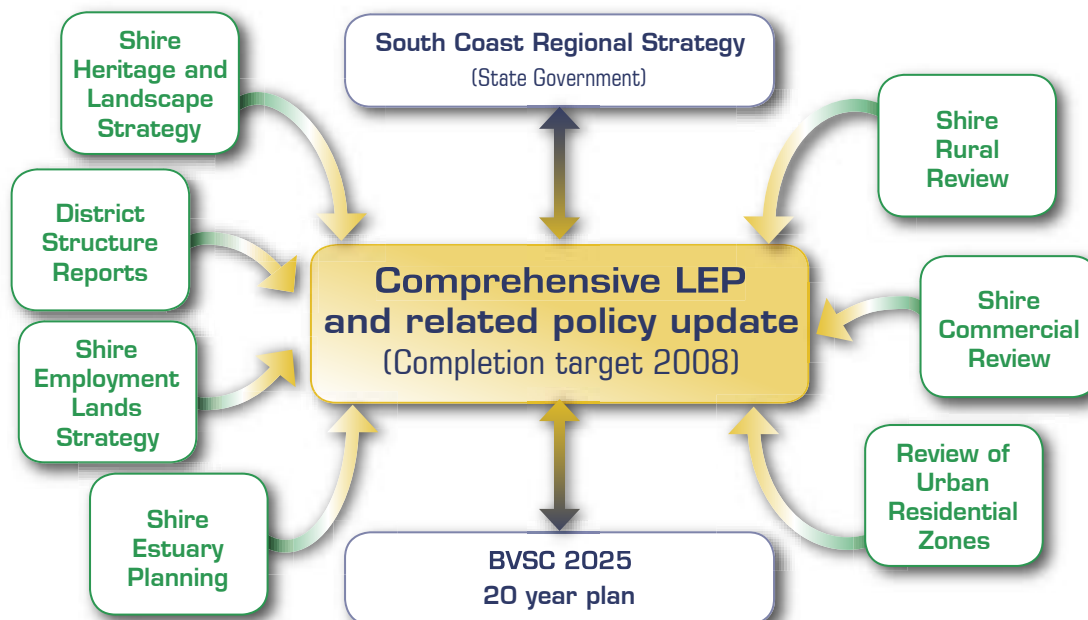 Shire
Heritage and
Landscape
Strategy
South Coast Regional Strategy
(State Government)
Shire
Rural
Review
District
Structure
Reports
Comprehensive LEP
and related policy update
(Completion target 2008)
Shire
Commercial
Review
Shire
Employment
Lands
Strategy
Review of
Urban
Residential
Zones
Shire
Estuary
Planning
BVSC 2025
20 year plan